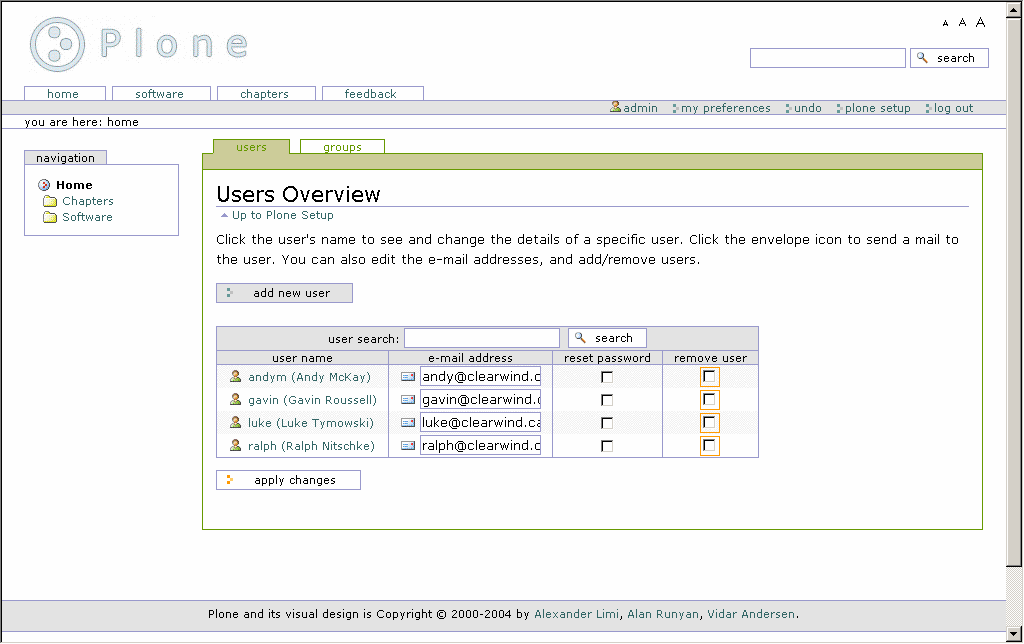 A A A
Plone
search
home software chapters feedback
admin my preferences undo plone setup log out
you are here: home
navigation
Home
Chapters
Software
users groups
Users Overview
Up to Plone Setup
Click the user's name to see and change the details of a specific user. Click the envelope icon to send a mail to
the user. You can also edit the e-mail addresses, and add/remove users.
add new user
user search: search
user name e-mail address reset password remove user
andym (Andy McKay) andy@clearwind.c
gavin (Gavin Roussell) gavin@clearwind.
luke (Luke Tymowski) luke@clearwind.ca
ralph (Ralph Nitschke) ralph@clearwind.c
apply changes
Plone and its visual design is Copyright © 2000-2004 by Alexander Limi, Alan Runyan, Vidar Andersen.